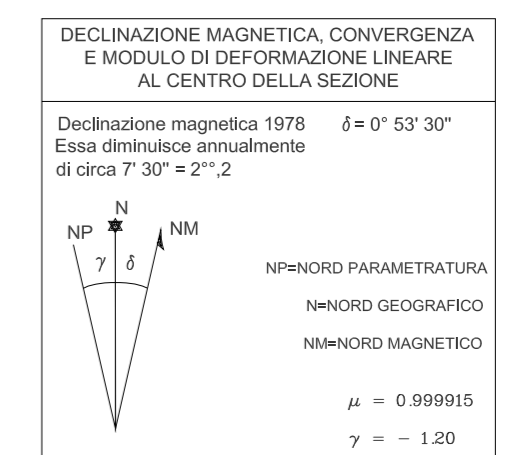 DECLINAZIONE MAGNETICA, CONVERGENZA
E MODULO DI DEFORMAZIONE LINEARE
AL CENTRO DELLA SEZIONE
Declinazione magnetica 1978 δ = 0° 53' 30"
Essa diminuisce annualmente
di circa 7' 30" = 2°°,2
N
NP NM
γ δ
NP=NORD PARAMETRATURA
N=NORD GEOGRAFICO
NM=NORD MAGNETICO
μ = 0.999915
γ = - 1.20